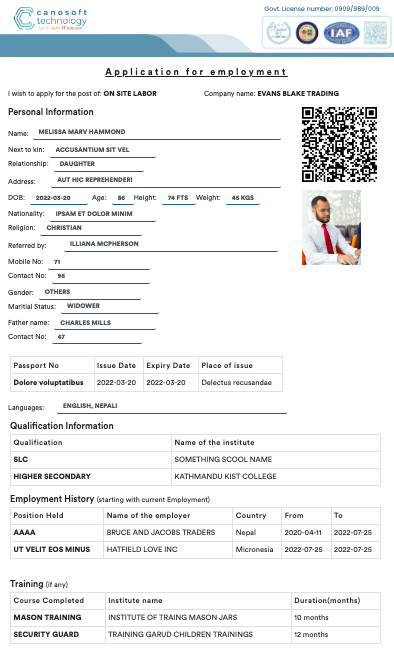 canosoft
technology
Govt. License number: 0909/989/009
IAF
Application for employment
I wish to apply for the post of: ON SITE LABOR Company name: EVANS BLAKE TRADING
Personal Information
Name: MELISSA MARV HAMMOND
Next to kin: ACCUSANTIUM SIT VEL
Relationship: DAUGHTER
Address: AUT HIC REPREHENDERI
DOB: 2022-03-20 Age: 86 Height: 74 FTS Weight: 45 KGS
Nationality: IPSAM ET DOLOR MINIM
Religion: CHRISTIAN
Referred by: ILLIANA MCPHERSON
Mobile No: 71
Contact No: 96
Gender: OTHERS
Maritial Status: WIDOWER
Father name: CHARLES MILLS
Contact No: 47
Passport No Issue Date Expiry Date Place of issue
Dolore voluptatibus 2022-03-20 2022-03-20 Delectus recusandae
Languages: ENGLISH, NEPALI
Qualification Information
Qualification Name of the institute
SLC SOMETHING SCOOL NAME
HIGHER SECONDARY KATHMANDU KIST COLLEGE
Employment History (starting with current Employment)
Position Held Name of the employer Country From To
AAAA BRUCE AND JACOBS TRADERS Nepal 2020-04-11 2022-07-25
UT VELIT EOS MINUS HATFIELD LOVE INC Micronesia 2022-07-25 2022-07-25
Training (if any)
Course Completed Institute name Duration(months)
MASON TRAINING INSTITUTE OF TRAING MASON JARS 10 months
SECURITY GUARD TRAINING GARUD CHILDREN TRAININGS 12 months